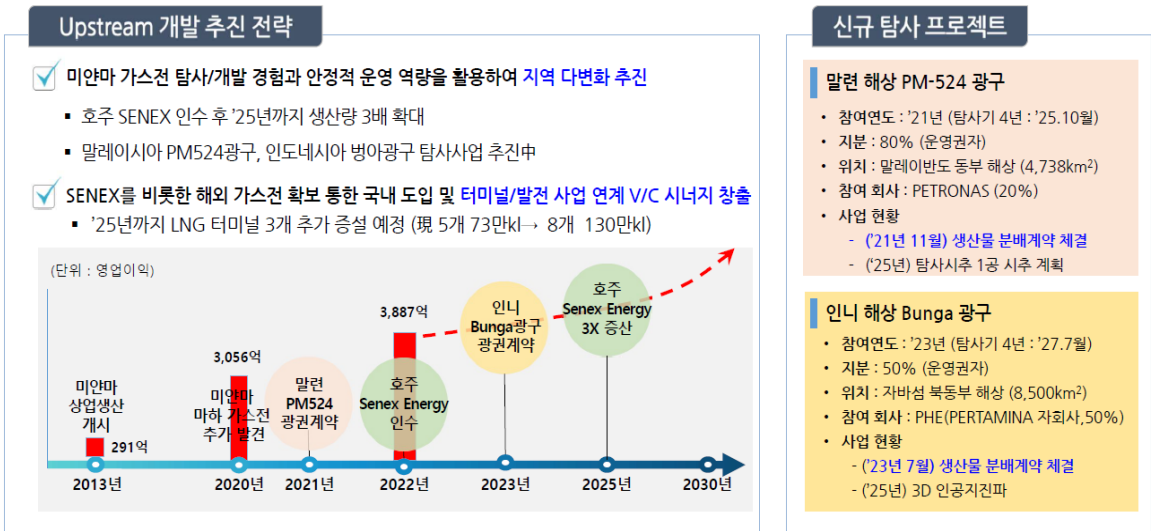 Upstream 개발 추진 전략
미얀마 가스전 탐사/개발 경험과 안정적 운영 역량을 활용하여 지역 다변화 추진
▪ 호주 SENEX 인수 후 '25년까지 생산량 3배 확대
▪ 말레이시아 PM524광구, 인도네시아 벙아광구 탐사사업 추진中
SENEX를 비롯한 해외 가스전 확보 통한 국내 도입 및 터미널/발전 사업 연계 V/C 시너지 창출
▪ '25년까지 LNG 터미널 3개 추가 증설 예정 (現 5개 73만kl→ 8개 130만kl)
(단위 : 영업이익)
미얀마
상업생산
개시
291억
3,056억
미얀마
마하 가스전
추가 발견
말련
PM524
광권계약
3,887억
호주
Senex Energy
인수
인니
Bunga광구
광권계약
호주
Senex Energy
3X 증산
2013년 2020년 2021년 2022년 2023년 2025년 2030년
신규 탐사 프로젝트
말련 해상 PM-524 광구
• 참여연도 : '21년 (탐사기 4년 : '25.10월)
• 지분 : 80% (운영권자)
• 위치 : 말레이반도 동부 해상 (4,738km²)
• 참여 회사 : PETRONAS (20%)
• 사업 현황
- ('21년 11월) 생산물 분배계약 체결
- ('25년) 탐사시추 1공 시추 계획
인니 해상 Bunga 광구
• 참여연도 : '23년 (탐사기 4년 : '27.7월)
• 지분 : 50% (운영권자)
• 위치 : 자바섬 북동부 해상 (8,500km²)
• 참여 회사 : PHE(PERTAMINA 자회사,50%)
• 사업 현황
- ('23년 7월) 생산물 분배계약 체결
- ('25년) 3D 인공지진파